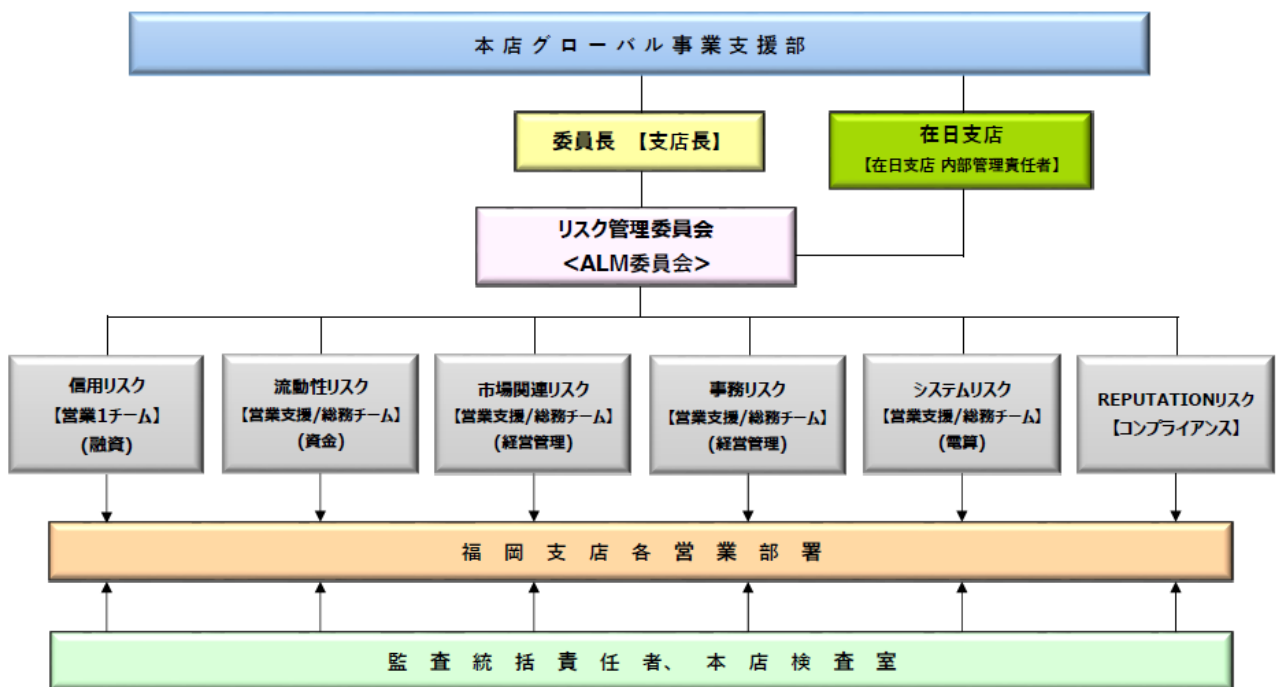 本店グローバル事業支援部
委員長 【支店長】
在日支店
【在日支店 内部管理責任者】
リスク管理委員会
<ALM委員会>
信用リスク
【営業1チーム】
(融資)
流動性リスク
【営業支援/総務チーム】
(資金)
市場関連リスク
【営業支援/総務チーム】
(経営管理)
事務リスク
【営業支援/総務チーム】
(経営管理)
システムリスク
【営業支援/総務チーム】
(電算)
REPUTATIONリスク
【コンプライアンス】
福岡支店各営業部署
監査統括責任者、本店検査室